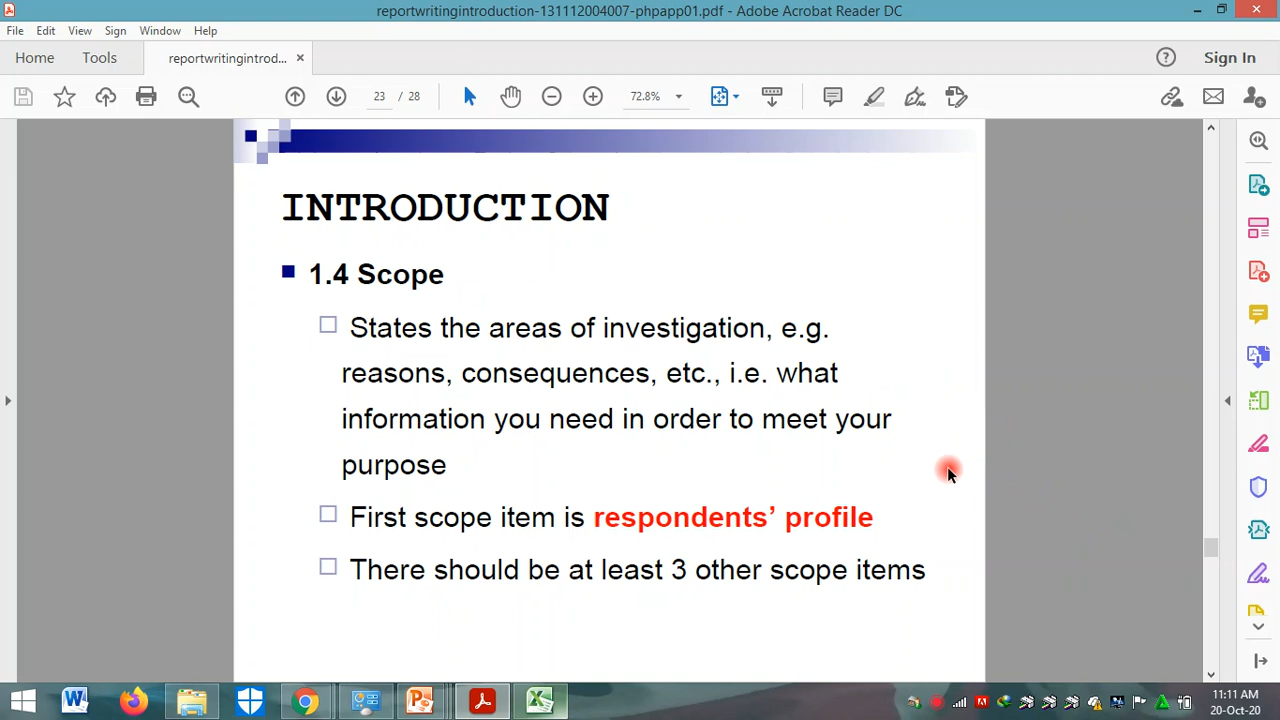 reportwritingintroduction-131112004007-phpapp01.pdf - Adobe Acrobat Reader DC
File Edit View Sign Window Help
Home Tools reportwritingintrod... × Sign In
23 / 28 72.8%
INTRODUCTION
1.4 Scope
States the areas of investigation, e.g.
reasons, consequences, etc., i.e. what
information you need in order to meet your
purpose
First scope item is respondents’ profile
There should be at least 3 other scope items
11:11 AM
20-Oct-20